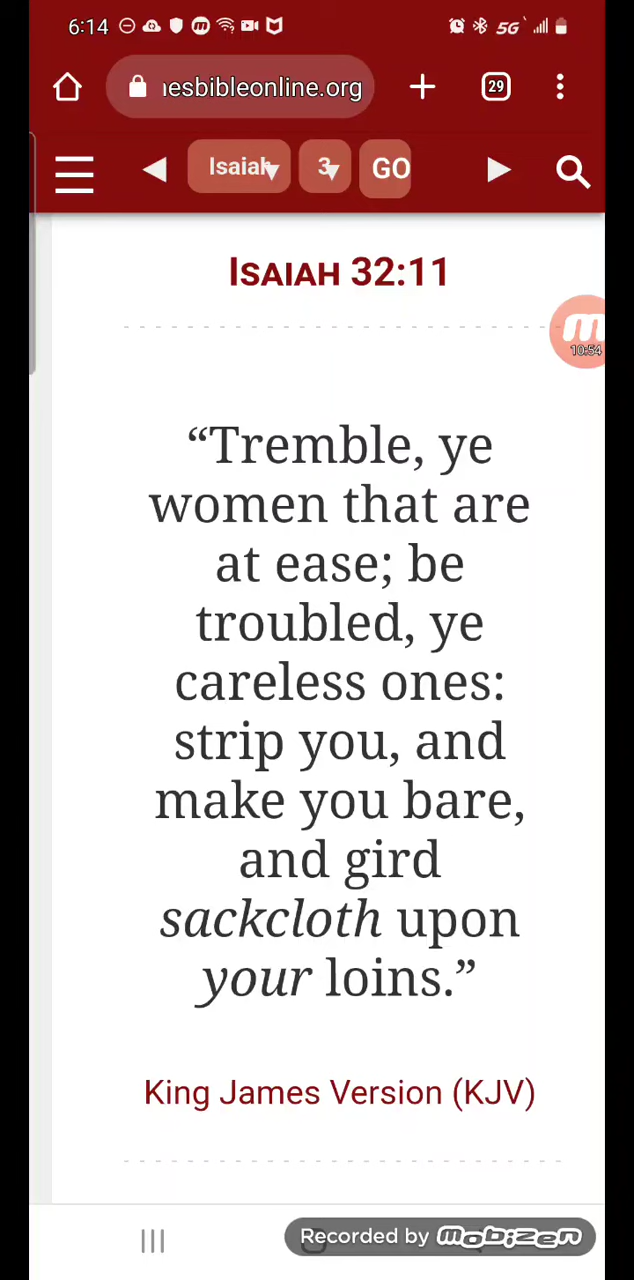 6:14
5G
nesbibleonline.org
29
Isaiah
3
GO
ISAIAH 32:11
10:54
“Tremble, ye
women that are
at ease; be
troubled, ye
careless ones:
strip you, and
make you bare,
and gird
sackcloth upon
your loins.”
King James Version (KJV)
Recorded by mobizen